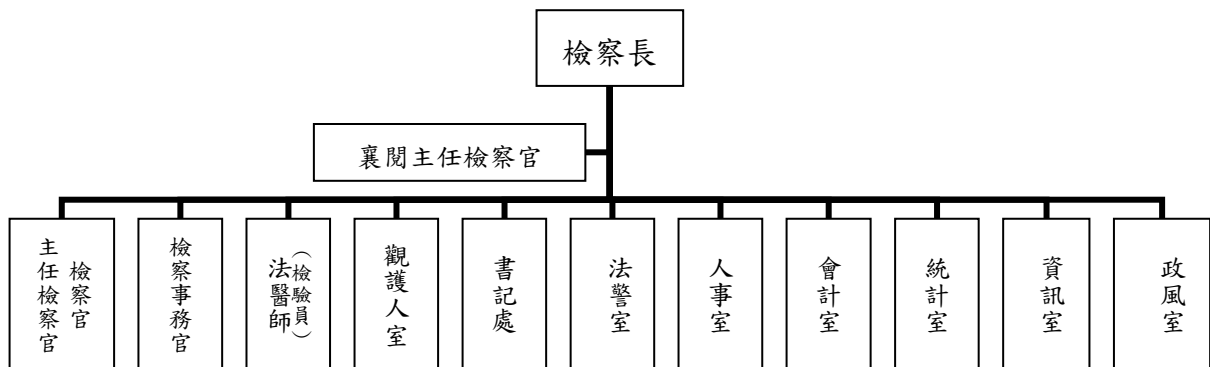 檢察長
襄閱主任檢察官
檢察官
主任檢察官
檢察事務官
法醫師
（檢驗員）
觀護人室
書記處
法警室
人事室
會計室
統計室
資訊室
政風室